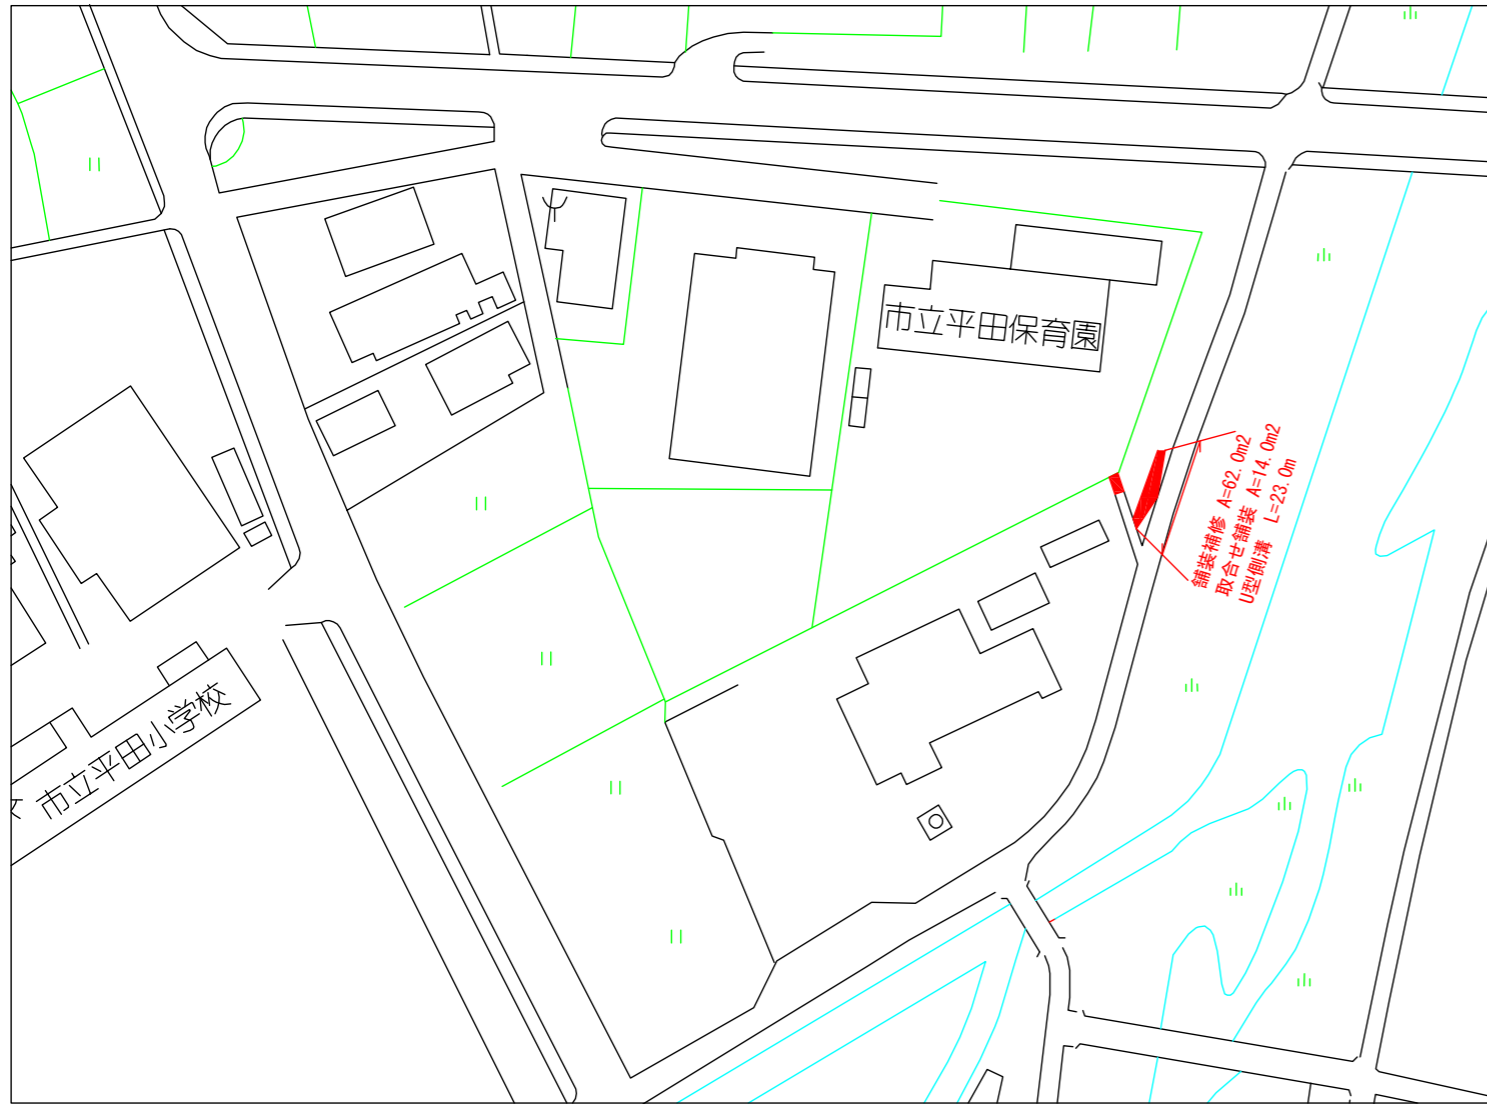 市立平田保育園
舗装補修 A=62.0m2
取合せ舗装 A=14.0m2
U型側溝 L=23.0m
市立平田小学校